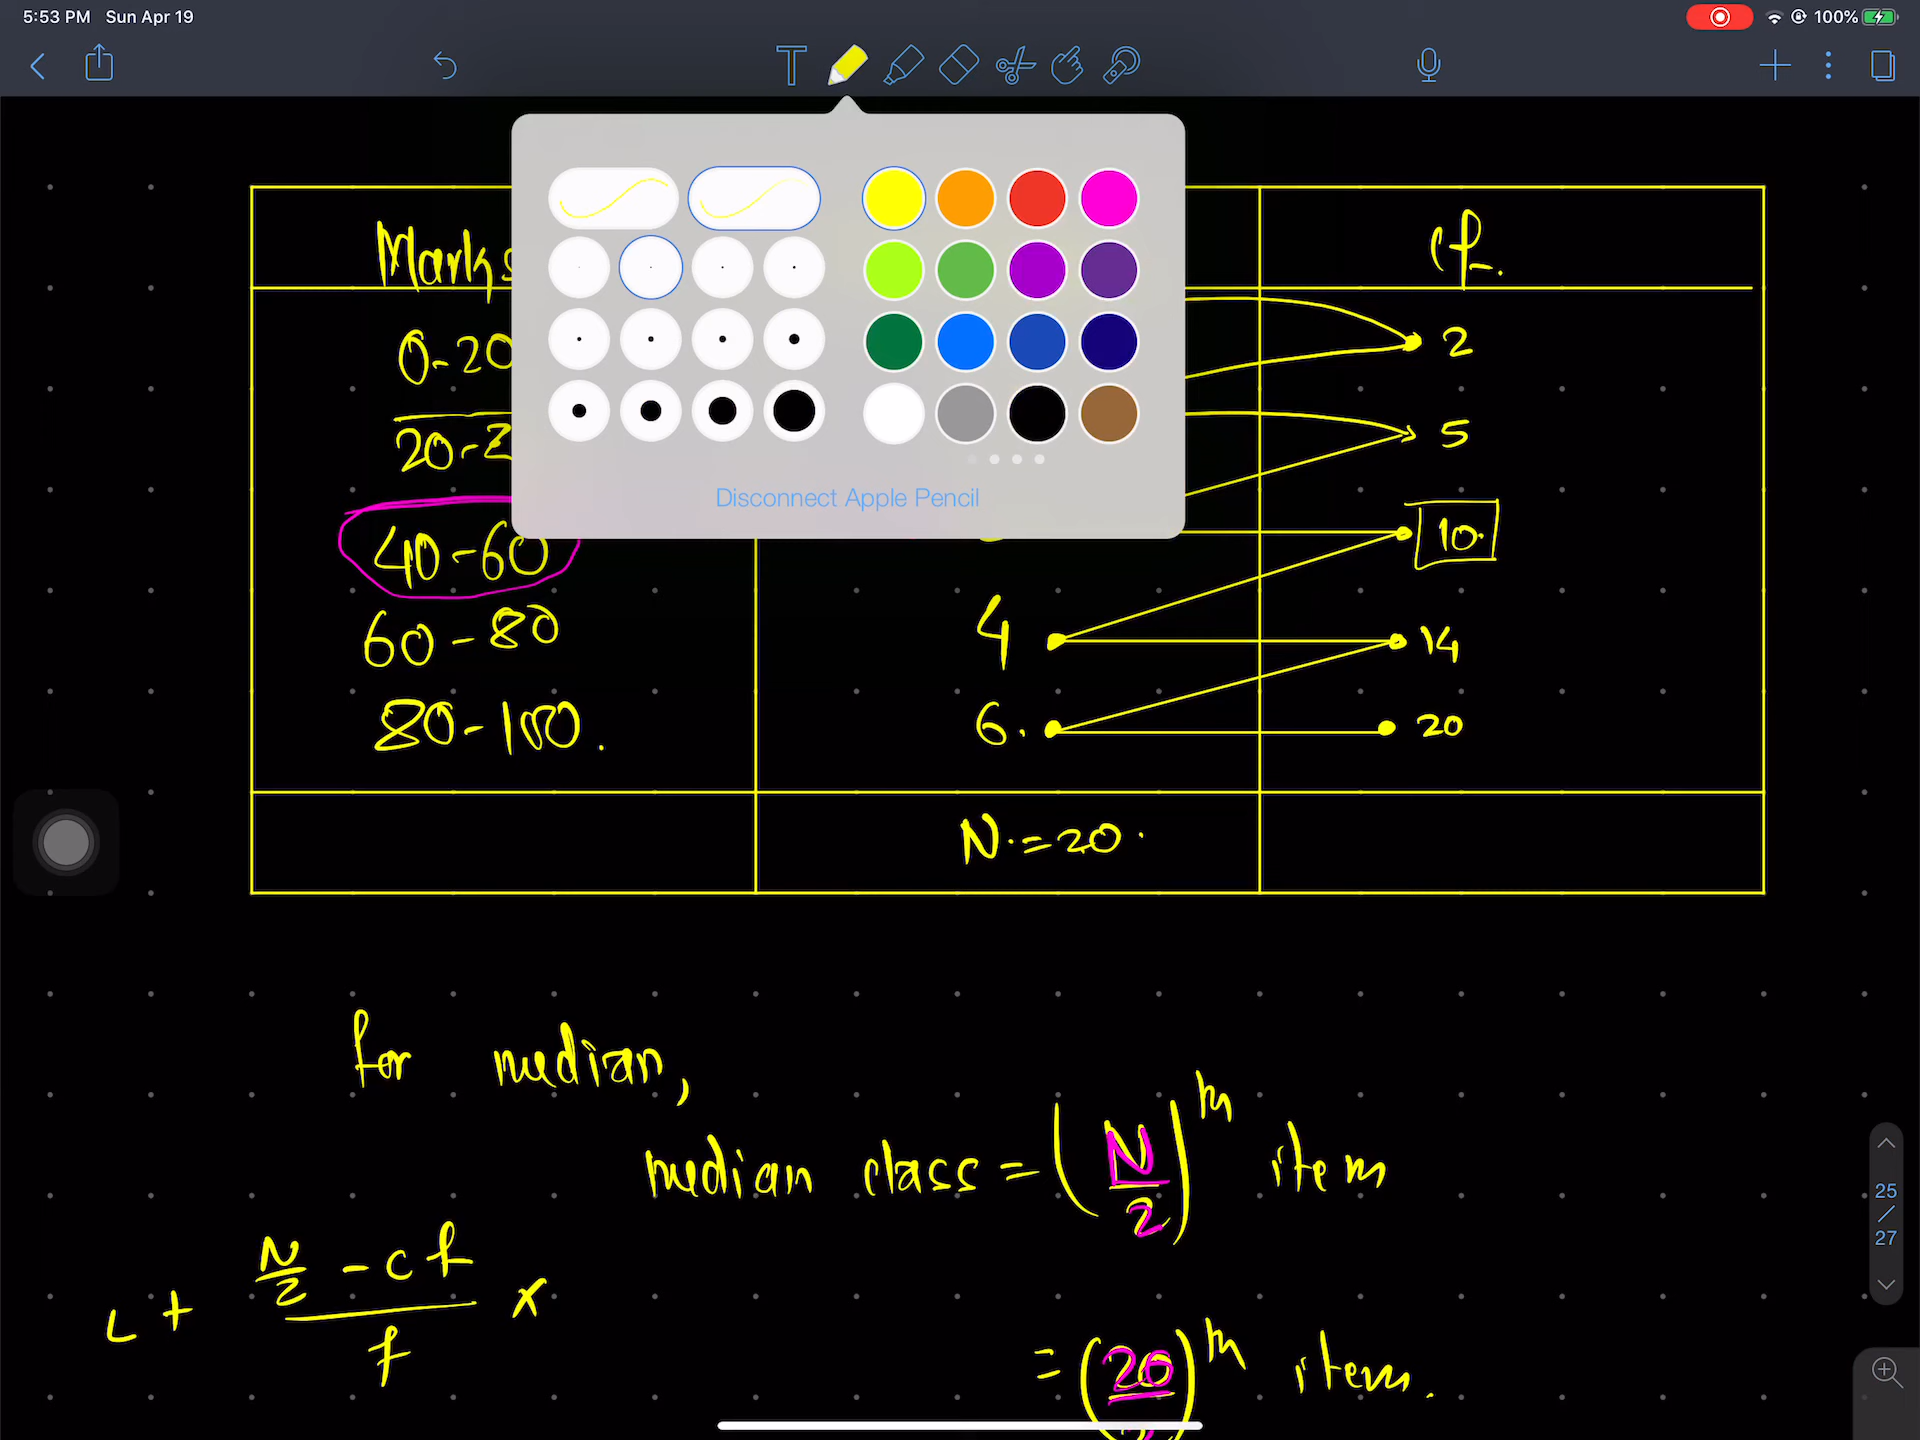 5:53 PM Sun Apr 19
100%
Marks
cf.
0-20
2
20-
5
40-60
10.
60-80
4
14
80-100.
6.
20
N.=20.
for median,
median class = (N/2)th item
L + N/2 - cf / f ×
= (20)th item.
Disconnect Apple Pencil
25
/
27